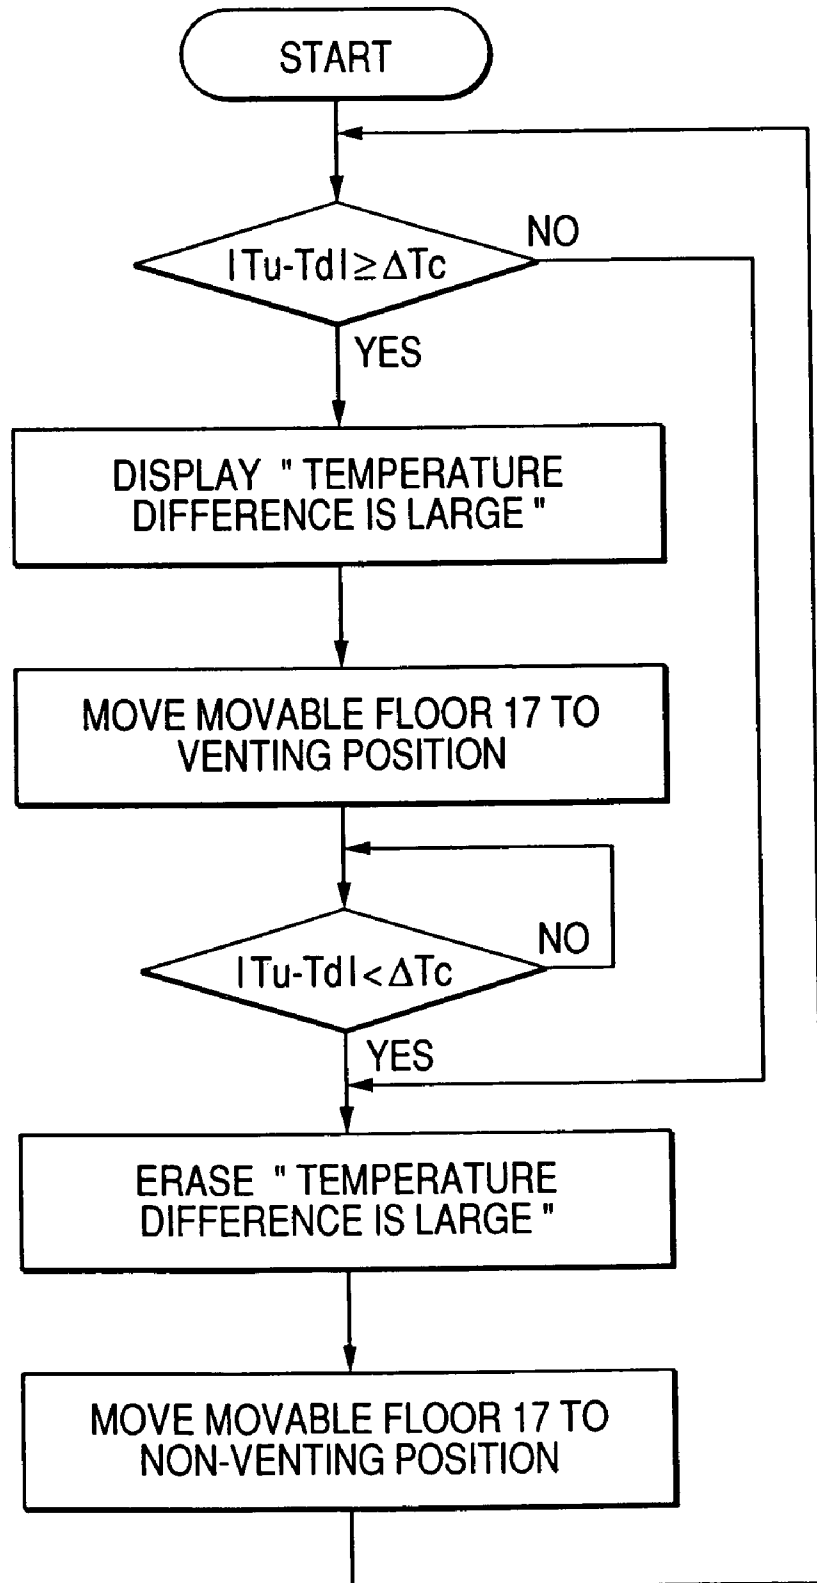 START
|Tu-Td|≥ΔTc
NO
YES
DISPLAY " TEMPERATURE
DIFFERENCE IS LARGE "
MOVE MOVABLE FLOOR 17 TO
VENTING POSITION
|Tu-Td|<ΔTc
NO
YES
ERASE " TEMPERATURE
DIFFERENCE IS LARGE "
MOVE MOVABLE FLOOR 17 TO
NON-VENTING POSITION